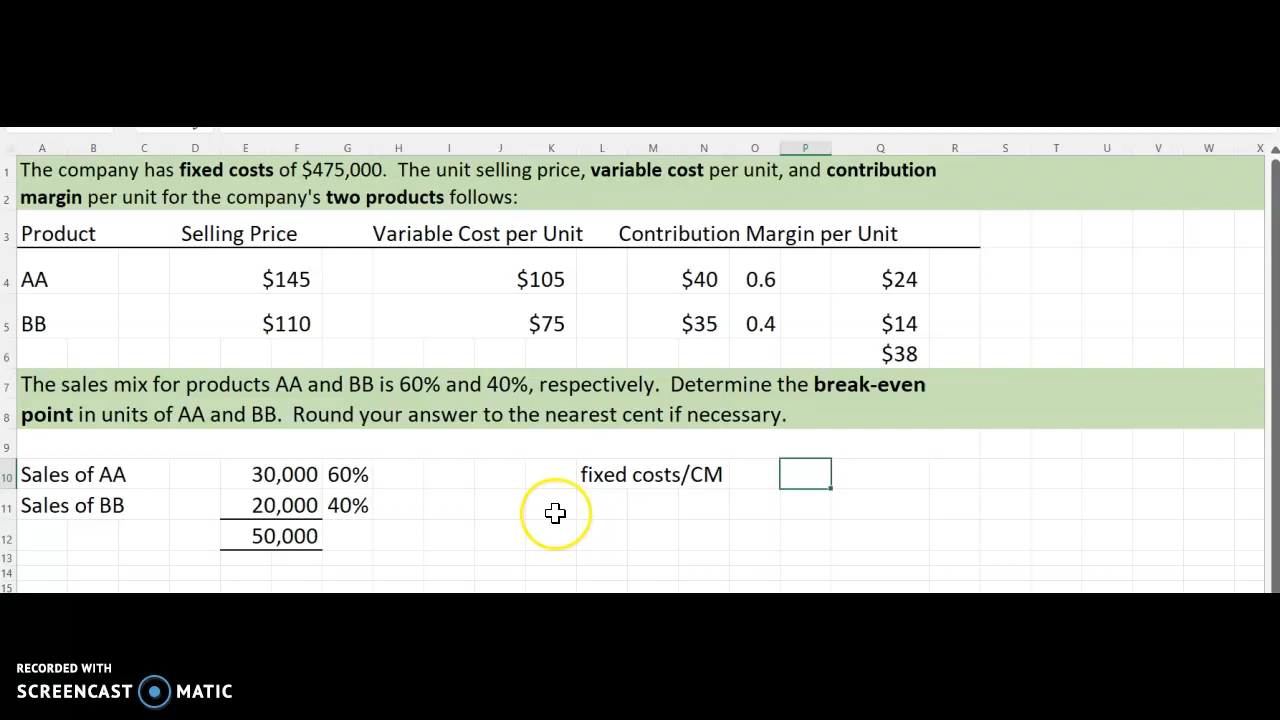 A B C D E F G H I J K L M N O P Q R S T U V W X
1 The company has fixed costs of $475,000. The unit selling price, variable cost per unit, and contribution
2 margin per unit for the company's two products follows:
3 Product Selling Price Variable Cost per Unit Contribution Margin per Unit
4 AA $145 $105 $40 0.6 $24
5 BB $110 $75 $35 0.4 $14
6 $38
7 The sales mix for products AA and BB is 60% and 40%, respectively. Determine the break-even
8 point in units of AA and BB. Round your answer to the nearest cent if necessary.
9
10 Sales of AA 30,000 60% fixed costs/CM
11 Sales of BB 20,000 40%
12 50,000
13
14
15
RECORDED WITH
SCREENCAST MATIC